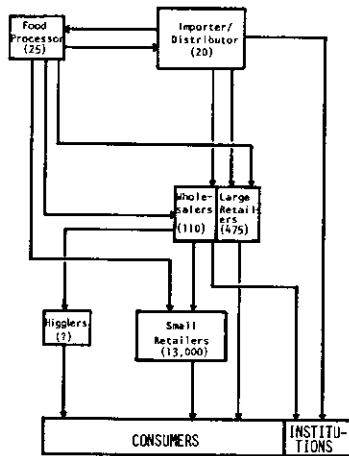 Food
Processor
(25)
Importer/
Distributor
(20)
Whole-
salers
(110)
Large
Retail-
ers
(475)
Higglers
(?)
Small
Retailers
(13,000)
CONSUMERS
INSTITU-
TIONS